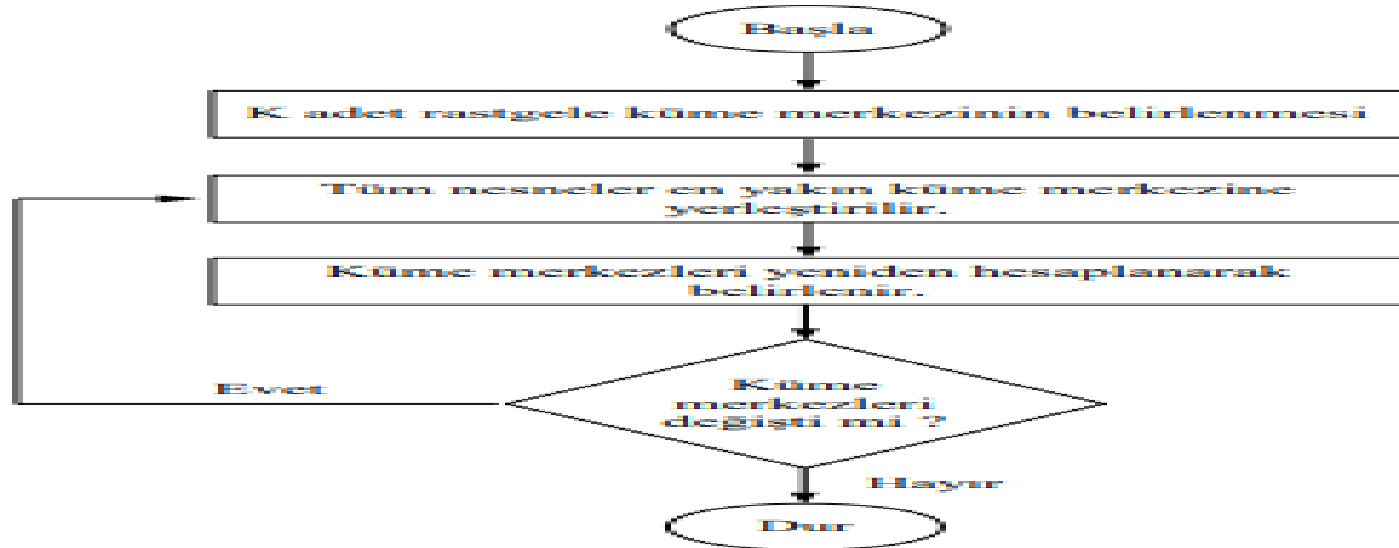 Başla
K adet rastgele küme merkezinin belirlenmesi
Tüm nesneler en yakın küme merkezine
yerleştirilir.
Küme merkezleri yeniden hesaplanarak
belirlenir.
Evet
Küme
merkezleri
değişti mi ?
Hayır
Dur